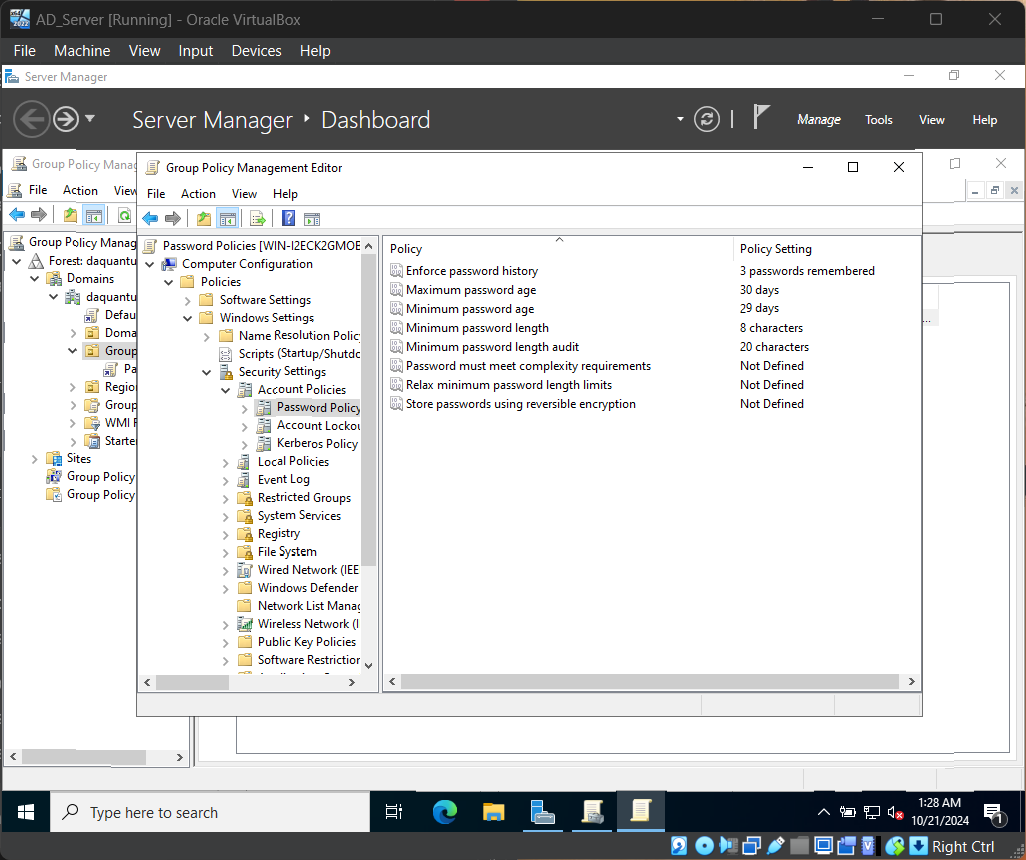 AD_Server [Running] - Oracle VirtualBox
File Machine View Input Devices Help
Server Manager
Server Manager ‣ Dashboard
Manage Tools View Help
Group Policy Manag
File Action View
Group Policy Manag
Forest: daquantu
Domains
daquantu
Defau
Doma
Group
Pa
Regio
Group
WMI F
Starte
Sites
Group Policy
Group Policy
Group Policy Management Editor
File Action View Help
Password Policies [WIN-I2ECK2GMOE
Computer Configuration
Policies
Software Settings
Windows Settings
Name Resolution Polic
Scripts (Startup/Shutdo
Security Settings
Account Policies
Password Policy
Account Lockou
Kerberos Policy
Local Policies
Event Log
Restricted Groups
System Services
Registry
File System
Wired Network (IEE
Windows Defender
Network List Manag
Wireless Network (I
Public Key Policies
Software Restriction
Policy Policy Setting
Enforce password history 3 passwords remembered
Maximum password age 30 days
Minimum password age 29 days
Minimum password length 8 characters
Minimum password length audit 20 characters
Password must meet complexity requirements Not Defined
Relax minimum password length limits Not Defined
Store passwords using reversible encryption Not Defined
...
Type here to search
1:28 AM
10/21/2024
1
Right Ctrl